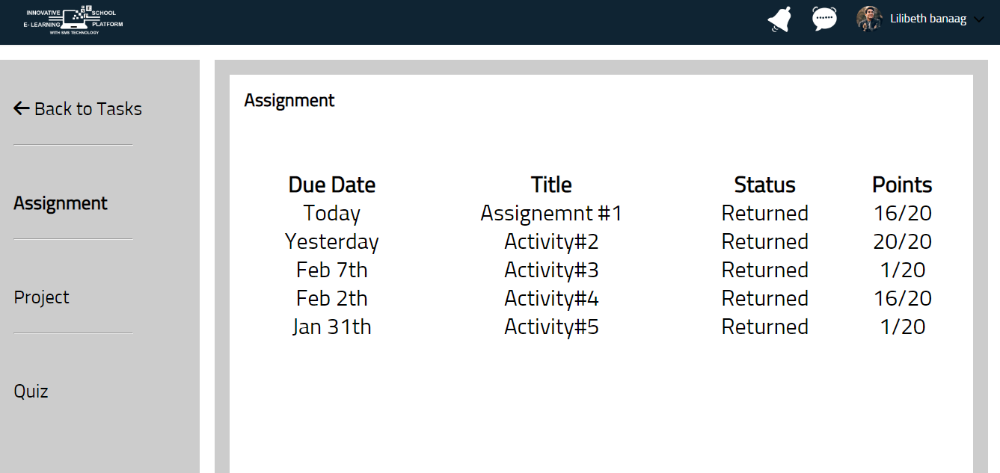 INNOVATIVE SCHOOL
E- LEARNING PLATFORM
WITH SMS TECHNOLOGY
Lilibeth banaag
Back to Tasks
Assignment
Project
Quiz
Assignment
Due Date Title Status Points
Today Assignemnt #1 Returned 16/20
Yesterday Activity#2 Returned 20/20
Feb 7th Activity#3 Returned 1/20
Feb 2th Activity#4 Returned 16/20
Jan 31th Activity#5 Returned 1/20